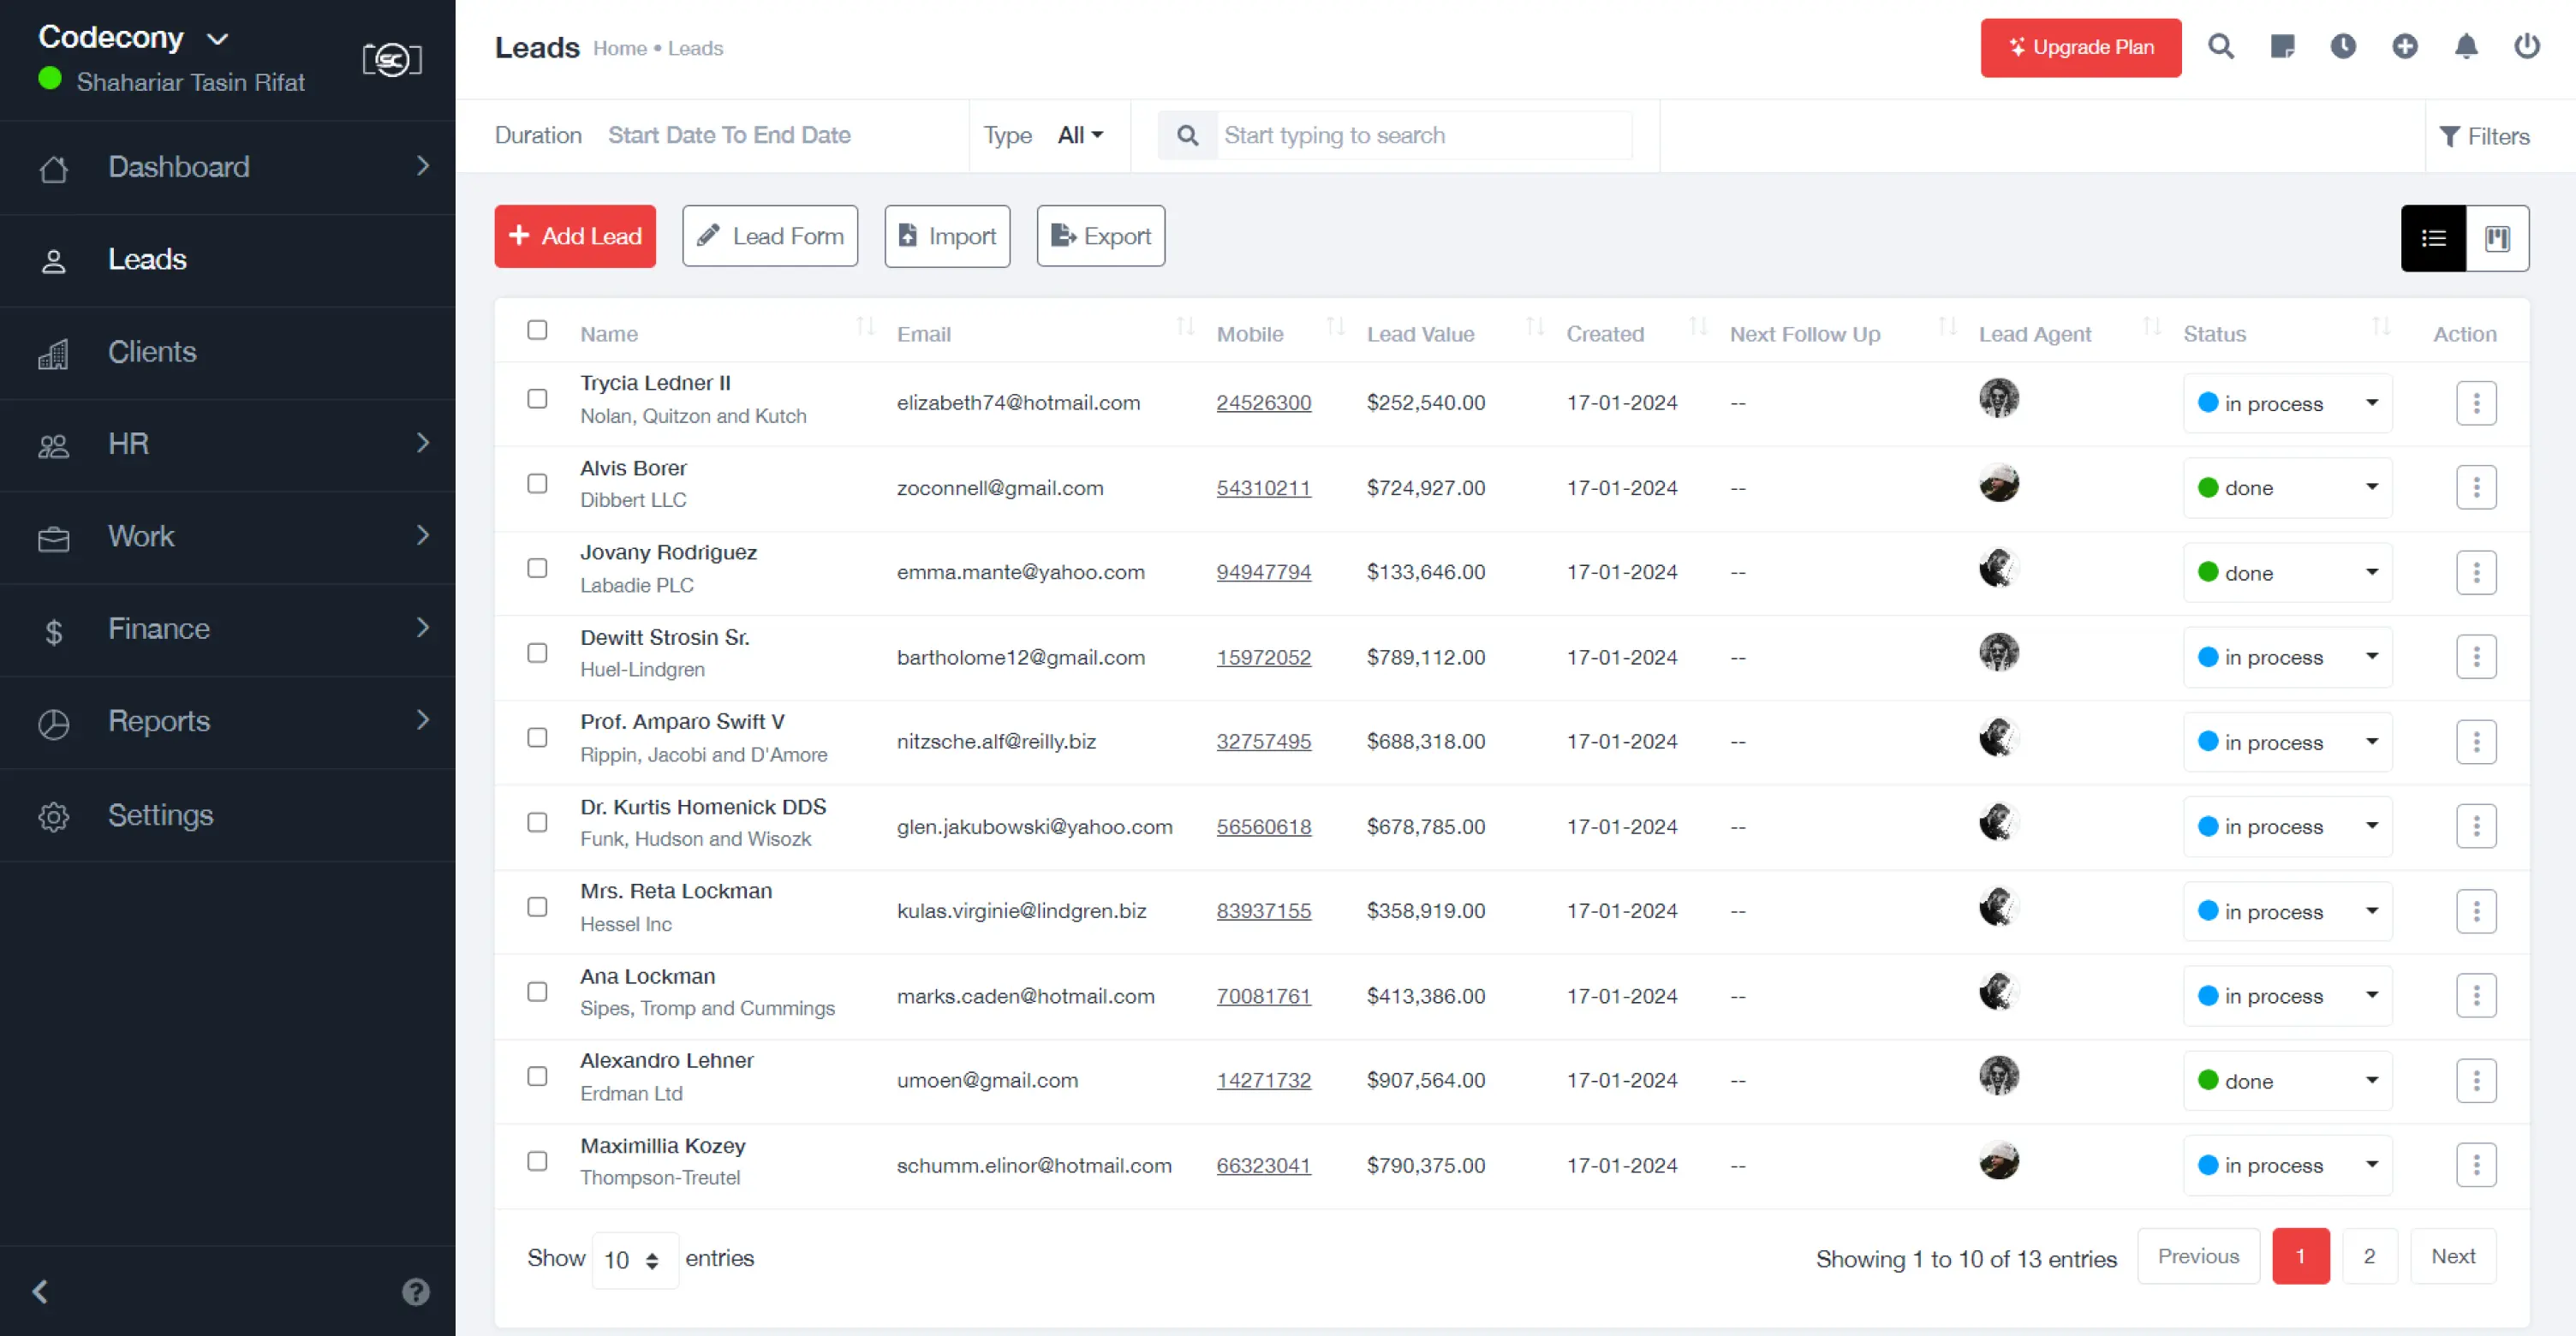 Codecony
Shahariar Tasin Rifat
SC
Dashboard
Leads
Clients
HR
Work
Finance
Reports
Settings
Leads Home • Leads
Upgrade Plan
Duration Start Date To End Date Type All Start typing to search Filters
Add Lead Lead Form Import Export
Name Email Mobile Lead Value Created Next Follow Up Lead Agent Status Action
Trycia Ledner II
Nolan, Quitzon and Kutch
elizabeth74@hotmail.com 24526300 $252,540.00 17-01-2024 -- in process
Alvis Borer
Dibbert LLC
zoconnell@gmail.com 54310211 $724,927.00 17-01-2024 -- done
Jovany Rodriguez
Labadie PLC
emma.mante@yahoo.com 94947794 $133,646.00 17-01-2024 -- done
Dewitt Strosin Sr.
Huel-Lindgren
bartholome12@gmail.com 15972052 $789,112.00 17-01-2024 -- in process
Prof. Amparo Swift V
Rippin, Jacobi and D'Amore
nitzsche.alf@reilly.biz 32757495 $688,318.00 17-01-2024 -- in process
Dr. Kurtis Homenick DDS
Funk, Hudson and Wisozk
glen.jakubowski@yahoo.com 56560618 $678,785.00 17-01-2024 -- in process
Mrs. Reta Lockman
Hessel Inc
kulas.virginie@lindgren.biz 83937155 $358,919.00 17-01-2024 -- in process
Ana Lockman
Sipes, Tromp and Cummings
marks.caden@hotmail.com 70081761 $413,386.00 17-01-2024 -- in process
Alexandro Lehner
Erdman Ltd
umoen@gmail.com 14271732 $907,564.00 17-01-2024 -- done
Maximillia Kozey
Thompson-Treutel
schumm.elinor@hotmail.com 66323041 $790,375.00 17-01-2024 -- in process
Show 10 entries Showing 1 to 10 of 13 entries Previous 1 2 Next